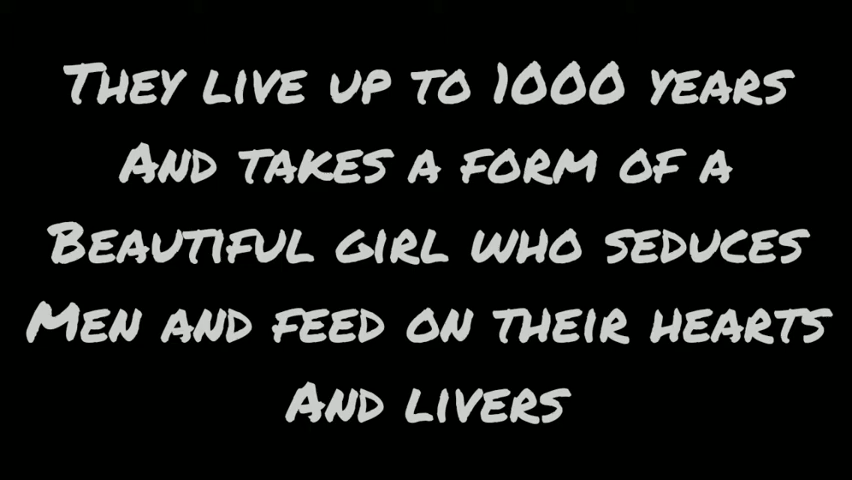 They live up to 1000 years
And takes a form of a
Beautiful girl who seduces
Men and feed on their hearts
And livers